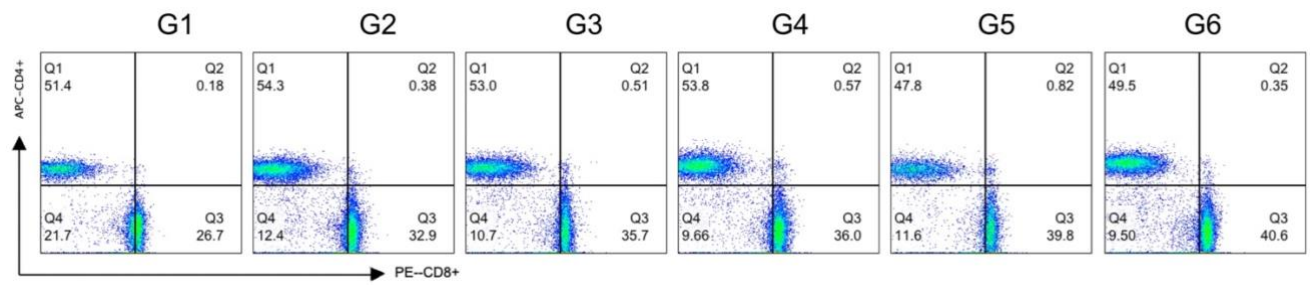 G1 G2 G3 G4 G5 G6
APC-CD4+
Q1 Q2 Q1 Q2 Q1 Q2 Q1 Q2 Q1 Q2 Q1 Q2
51.4 0.18 54.3 0.38 53.0 0.51 53.8 0.57 47.8 0.82 49.5 0.35
Q4 Q3 Q4 Q3 Q4 Q3 Q4 Q3 Q4 Q3 Q4 Q3
21.7 26.7 12.4 32.9 10.7 35.7 9.66 36.0 11.6 39.8 9.50 40.6
PE--CD8+